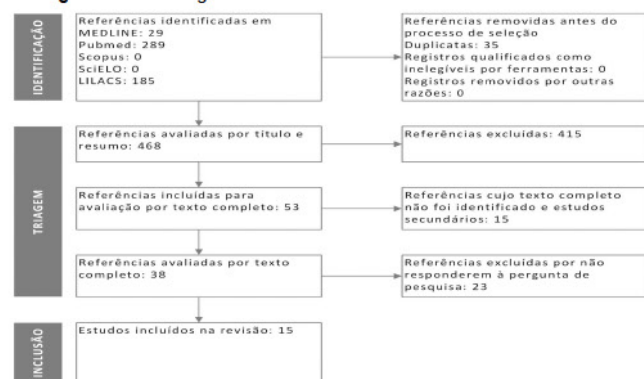 IDENTIFICAÇÃO
Referências identificadas em
MEDLINE: 29
Pubmed: 289
Scopus: 0
SciELO: 0
LILACS: 185
Referências removidas antes do
processo de seleção
Duplicatas: 35
Registros qualificados como
inelegíveis por ferramentas: 0
Registros removidos por outras
razões: 0
TRIAGEM
Referências avaliadas por título e
resumo: 468
Referências excluídas: 415
Referências incluídas para
avaliação por texto completo: 53
Referências cujo texto completo
não foi identificado e estudos
secundários: 15
Referências avaliadas por texto
completo: 38
Referências excluídas por não
responderem à pergunta de
pesquisa: 23
INCLUSÃO
Estudos incluídos na revisão: 15